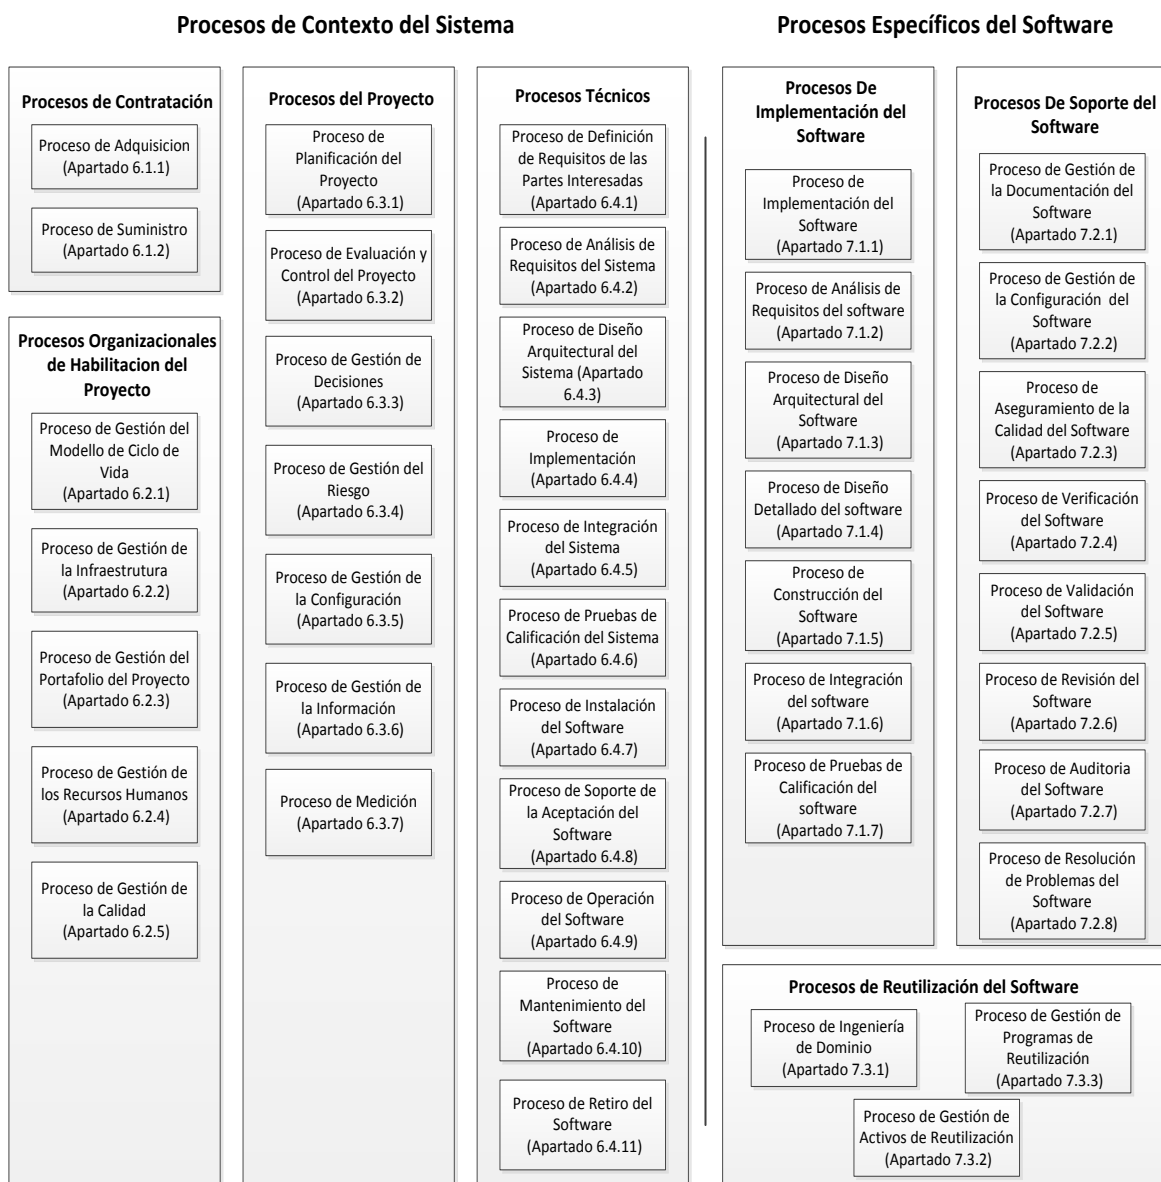 Procesos de Contexto del Sistema
Procesos Específicos del Software
Procesos de Contratación
Proceso de Adquisicion
(Apartado 6.1.1)
Proceso de Suministro
(Apartado 6.1.2)
Procesos Organizacionales
de Habilitacion del
Proyecto
Proceso de Gestión del
Modello de Ciclo de
Vida
(Apartado 6.2.1)
Proceso de Gestión de
la Infraestrutura
(Apartado 6.2.2)
Proceso de Gestión del
Portafolio del Proyecto
(Apartado 6.2.3)
Proceso de Gestión de
los Recursos Humanos
(Apartado 6.2.4)
Proceso de Gestión de
la Calidad
(Apartado 6.2.5)
Procesos del Proyecto
Proceso de
Planificación del
Proyecto
(Apartado 6.3.1)
Proceso de Evaluación y
Control del Proyecto
(Apartado 6.3.2)
Proceso de Gestión de
Decisiones
(Apartado 6.3.3)
Proceso de Gestión del
Riesgo
(Apartado 6.3.4)
Proceso de Gestión de
la Configuración
(Apartado 6.3.5)
Proceso de Gestión de
la Información
(Apartado 6.3.6)
Proceso de Medición
(Apartado 6.3.7)
Procesos Técnicos
Proceso de Definición
de Requisitos de las
Partes Interesadas
(Apartado 6.4.1)
Proceso de Análisis de
Requisitos del Sistema
(Apartado 6.4.2)
Proceso de Diseño
Arquitectural del
Sistema (Apartado
6.4.3)
Proceso de
Implementación
(Apartado 6.4.4)
Proceso de Integración
del Sistema
(Apartado 6.4.5)
Proceso de Pruebas de
Calificación del Sistema
(Apartado 6.4.6)
Proceso de Instalación
del Software
(Apartado 6.4.7)
Proceso de Soporte de
la Aceptación del
Software
(Apartado 6.4.8)
Proceso de Operación
del Software
(Apartado 6.4.9)
Proceso de
Mantenimiento del
Software
(Apartado 6.4.10)
Proceso de Retiro del
Software
(Apartado 6.4.11)
Procesos De
Implementación del
Software
Proceso de
Implementación del
Software
(Apartado 7.1.1)
Proceso de Análisis de
Requisitos del software
(Apartado 7.1.2)
Proceso de Diseño
Arquitectural del
Software
(Apartado 7.1.3)
Proceso de Diseño
Detallado del software
(Apartado 7.1.4)
Proceso de
Construcción del
Software
(Apartado 7.1.5)
Proceso de Integración
del software
(Apartado 7.1.6)
Proceso de Pruebas de
Calificación del
software
(Apartado 7.1.7)
Procesos De Soporte del
Software
Proceso de Gestión de
la Documentación del
Software
(Apartado 7.2.1)
Proceso de Gestión de
la Configuración del
Software
(Apartado 7.2.2)
Proceso de
Aseguramiento de la
Calidad del Software
(Apartado 7.2.3)
Proceso de Verificación
del Software
(Apartado 7.2.4)
Proceso de Validación
del Software
(Apartado 7.2.5)
Proceso de Revisión del
Software
(Apartado 7.2.6)
Proceso de Auditoria
del Software
(Apartado 7.2.7)
Proceso de Resolución
de Problemas del
Software
(Apartado 7.2.8)
Procesos de Reutilización del Software
Proceso de Ingeniería
de Dominio
(Apartado 7.3.1)
Proceso de Gestión de
Programas de
Reutilización
(Apartado 7.3.3)
Proceso de Gestión de
Activos de Reutilización
(Apartado 7.3.2)